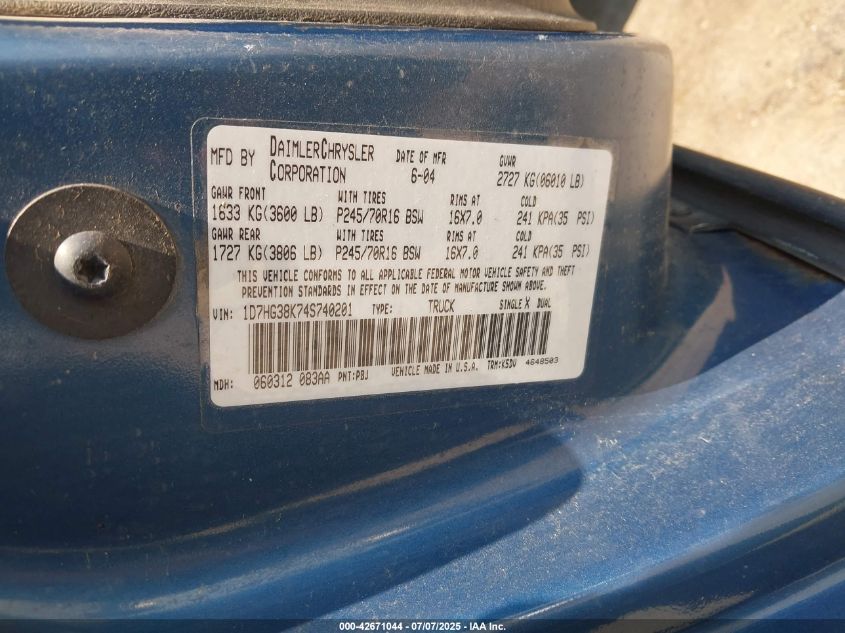 MFD BY DAIMLERCHRYSLER CORPORATION DATE OF MFR 6-04 GVWR 2727 KG(06010 LB)
GAWR FRONT WITH TIRES RIMS AT COLD
1633 KG(3600 LB) P245/70R16 BSW 16X7.0 241 KPA(35 PSI)
GAWR REAR WITH TIRES RIMS AT COLD
1727 KG(3806 LB) P245/70R16 BSW 16X7.0 241 KPA(35 PSI)
THIS VEHICLE CONFORMS TO ALL APPLICABLE FEDERAL MOTOR VEHICLE SAFETY AND THEFT
PREVENTION STANDARDS IN EFFECT ON THE DATE OF MANUFACTURE SHOWN ABOVE.
VIN: 1D7HG38K74S740201 TYPE: TRUCK SINGLE X DUAL
MDH: 060312 083AA PNT:PBJ VEHICLE MADE IN U.S.A. TRM:K5DV 4648503
000-42671044 / 07/07/2025 - IAA Inc.